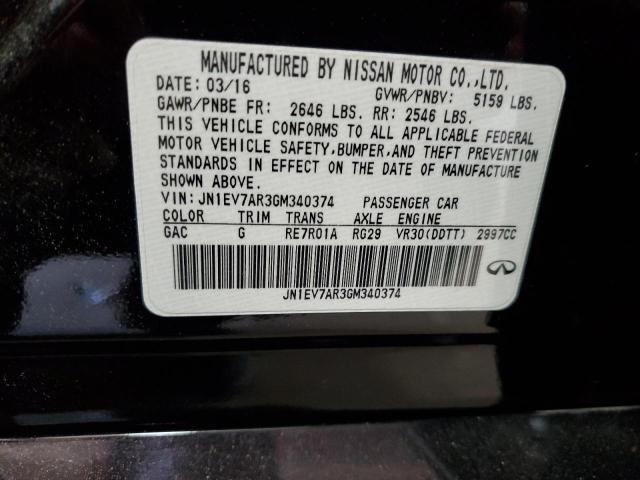 MANUFACTURED BY NISSAN MOTOR CO.,LTD.
DATE: 03/16 GVWR/PNBV: 5159 LBS.
GAWR/PNBE FR: 2646 LBS. RR: 2546 LBS.
THIS VEHICLE CONFORMS TO ALL APPLICABLE FEDERAL
MOTOR VEHICLE SAFETY,BUMPER,AND THEFT PREVENTION
STANDARDS IN EFFECT ON THE DATE OF MANUFACTURE
SHOWN ABOVE.
VIN: JN1EV7AR3GM340374 PASSENGER CAR
COLOR TRIM TRANS AXLE ENGINE
GAC G RE7R01A RG29 VR30(DDTT) 2997CC
JN1EV7AR3GM340374